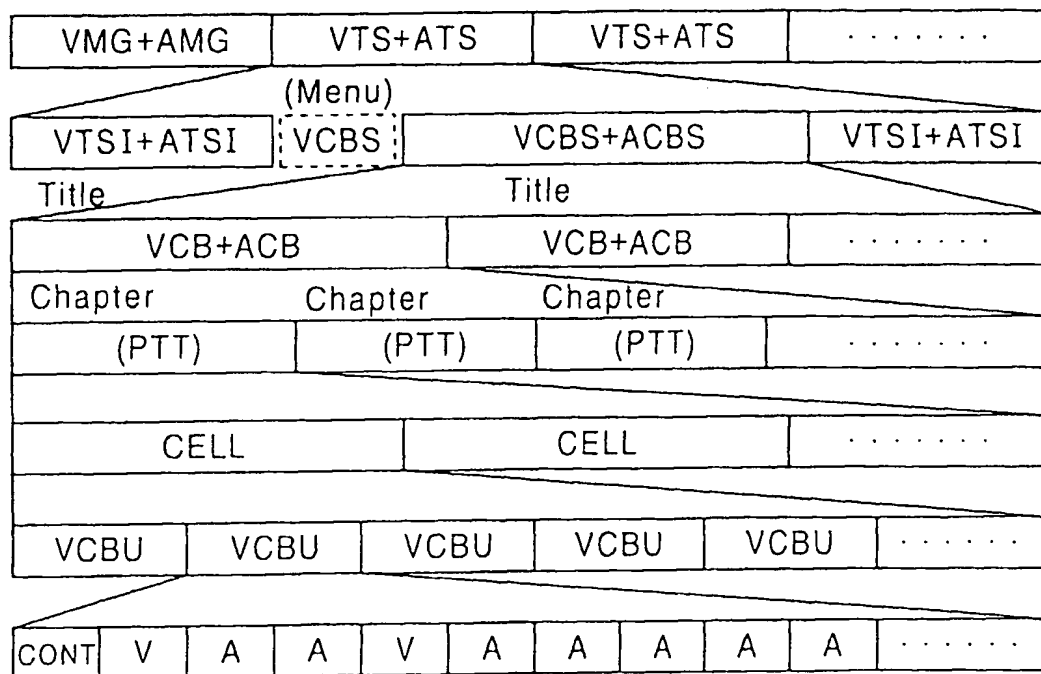 VMG+AMG VTS+ATS VTS+ATS .......
(Menu)
VTSI+ATSI VCBS VCBS+ACBS VTSI+ATSI
Title Title
VCB+ACB VCB+ACB .......
Chapter Chapter Chapter
(PTT) (PTT) (PTT) .......
CELL CELL .......
VCBU VCBU VCBU VCBU VCBU ......
CONT V A A V A A A A A ......